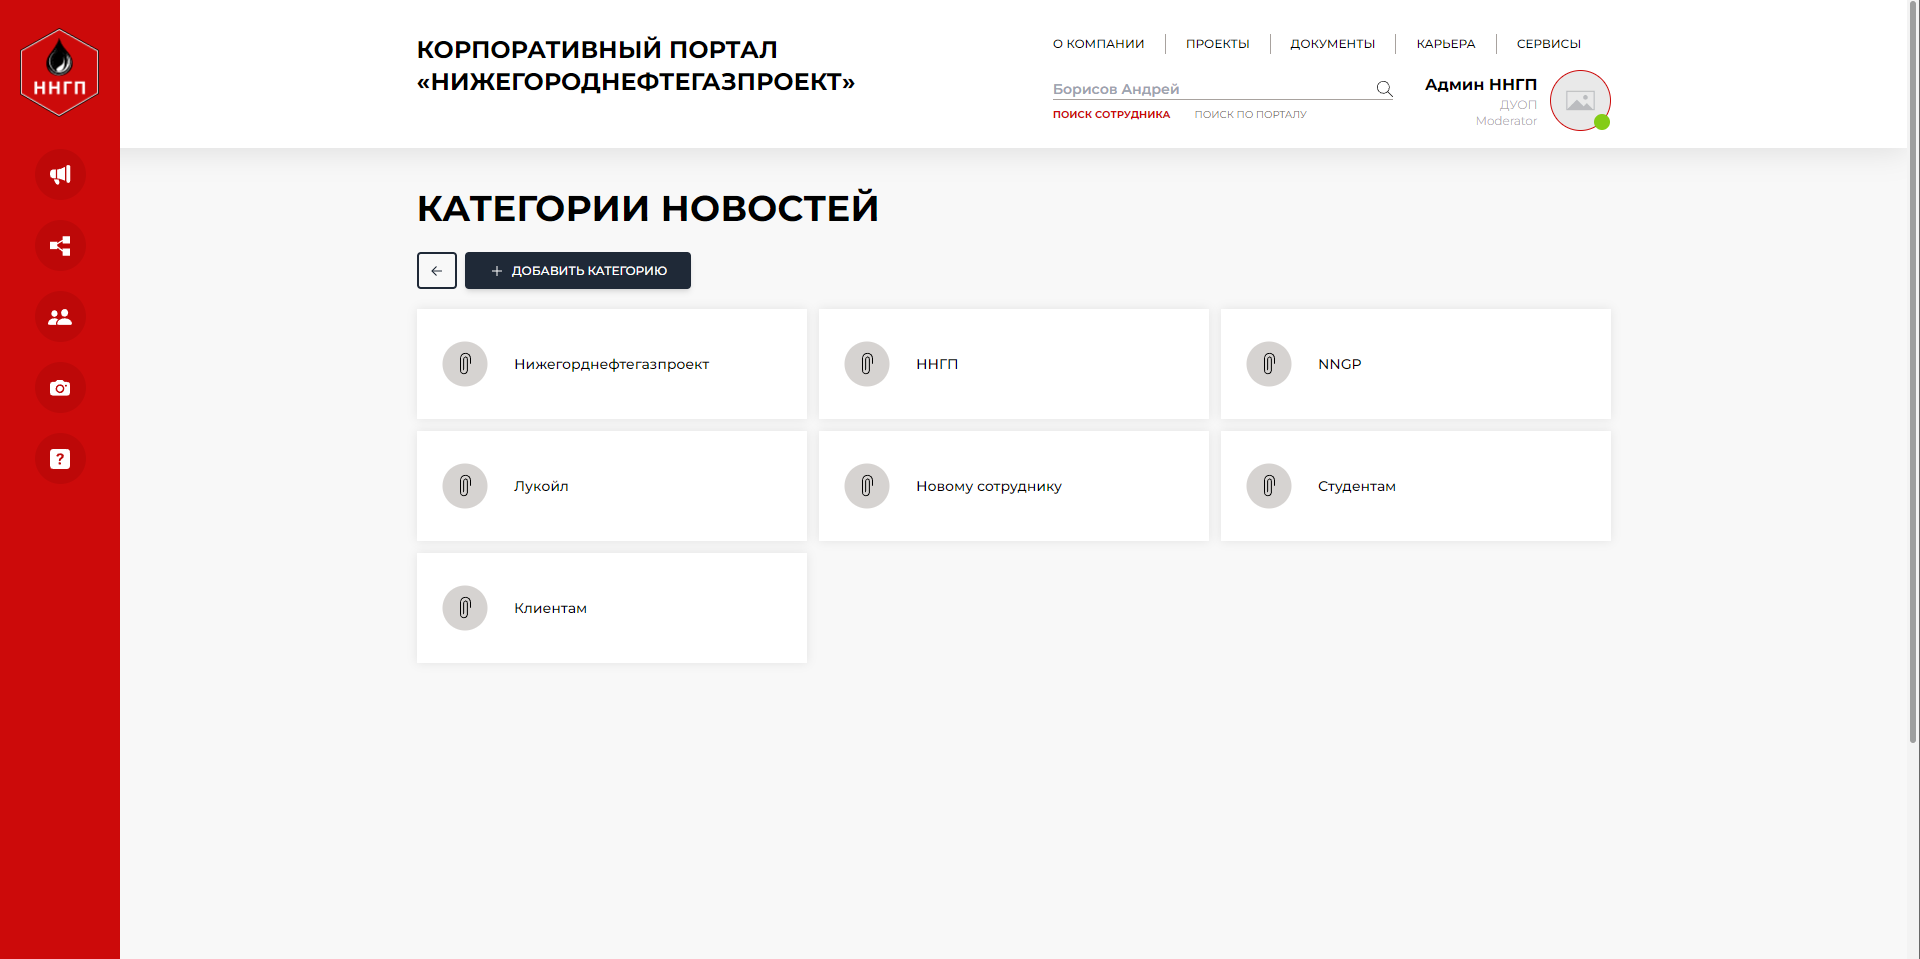 ННГП
КОРПОРАТИВНЫЙ ПОРТАЛ
«НИЖЕГОРОДНЕФТЕГАЗПРОЕКТ»
О КОМПАНИИ
ПРОЕКТЫ
ДОКУМЕНТЫ
КАРЬЕРА
СЕРВИСЫ
Борисов Андрей
ПОИСК СОТРУДНИКА
ПОИСК ПО ПОРТАЛУ
Админ ННГП
ДУОП
Moderator
КАТЕГОРИИ НОВОСТЕЙ
ДОБАВИТЬ КАТЕГОРИЮ
Нижегорднефтегазпроект
ННГП
NNGP
Лукойл
Новому сотруднику
Студентам
Клиентам